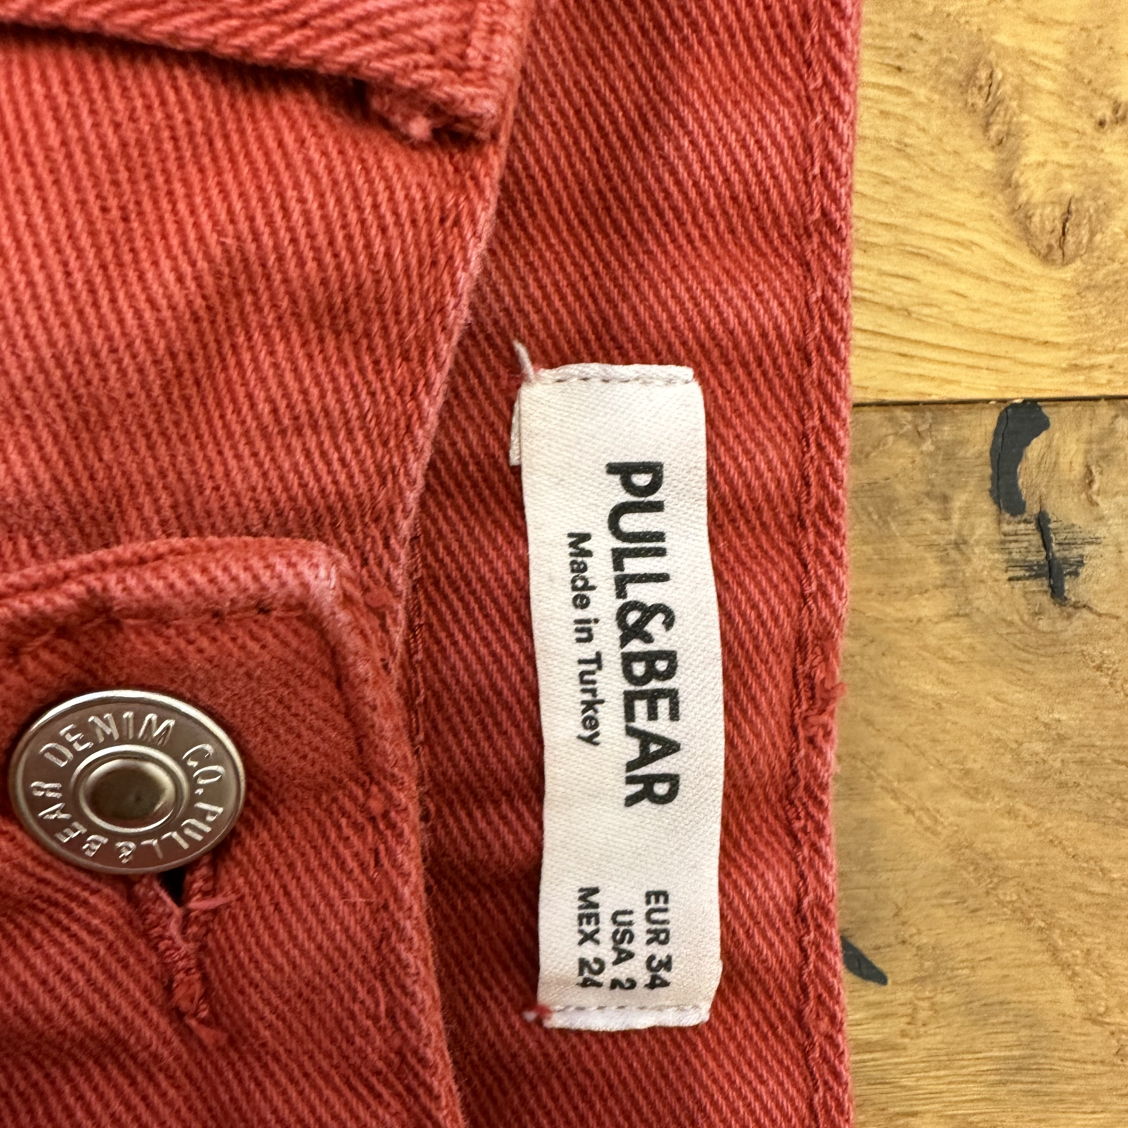 PULL&BEAR
Made in Turkey
EUR 34
USA 2
MEX 24
PULL&BEAR DENIM CO.